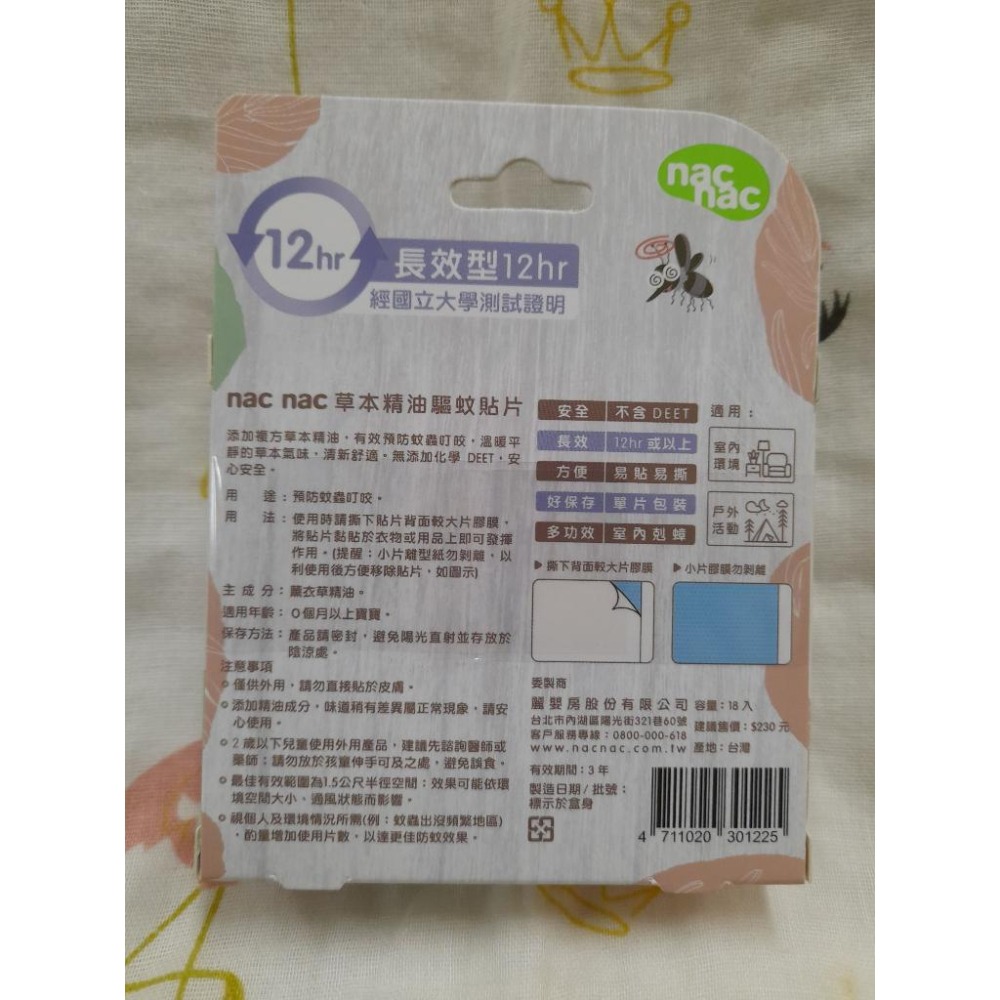 nac
nac
12hr
長效型12hr
經國立大學測試證明
nac nac 草本精油驅蚊貼片
添加複方草本精油，有效預防蚊蟲叮咬，溫暖平
靜的草本氣味，清新舒適。無添加化學 DEET，安
心安全。
用　途：預防蚊蟲叮咬。
用　法：使用時請撕下貼片背面較大片膠膜，
將貼片黏貼於衣物或用品上即可發揮
作用。(提醒：小片離型紙勿剝離，以
利使用後方便移除貼片，如圖示)
主 成 分：薰衣草精油。
適用年齡：0個月以上寶寶。
保存方法：產品請密封，避免陽光直射並存放於
陰涼處。
注意事項
僅供外用，請勿直接貼於皮膚。
添加精油成分，味道稍有差異屬正常現象，請安
心使用。
2 歲以下兒童使用外用產品，建議先諮詢醫師或
藥師；請勿放於孩童伸手可及之處，避免誤食。
最佳有效範圍為1.5公尺半徑空間；效果可能依環
境空間大小、通風狀態而影響。
視個人及環境情況所需(例：蚊蟲出沒頻繁地區)
，酌量增加使用片數，以達更佳防蚊效果。
安全 不含 DEET
長效 12hr 或以上
方便 易貼易撕
好保存 單片包裝
多功效 室內剋蟑
適用：
室內
環境
戶外
活動
▶ 撕下背面較大片膠膜
▶ 小片膠膜勿剝離
委製商
麗嬰房股份有限公司 容量：18 入
台北市內湖區陽光街321巷60號 建議售價：$230 元
客戶服務專線：0800-000-618
www.nacnac.com.tw 產地：台灣
有效期間：3 年
製造日期 / 批號：
標示於盒身
4 711020 301225